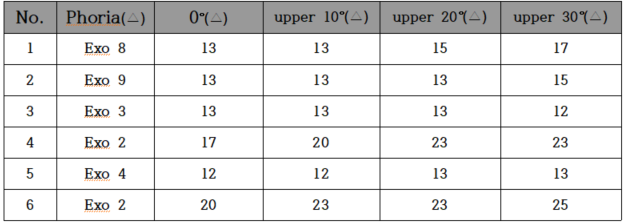 No. Phoria(△) 0°(△) upper 10°(△) upper 20°(△) upper 30°(△)
1 Exo 8 13 13 15 17
2 Exo 9 13 13 13 15
3 Exo 3 13 13 13 12
4 Exo 2 17 20 23 23
5 Exo 4 12 12 13 13
6 Exo 2 20 23 23 25